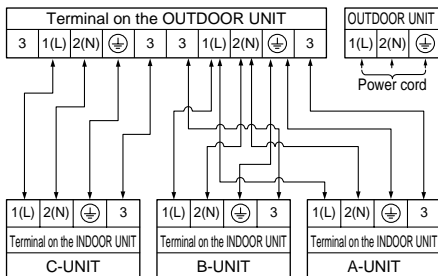 Terminal on the OUTDOOR UNIT
3 1(L) 2(N) 3 3 1(L) 2(N) 3
OUTDOOR UNIT
1(L) 2(N)
Power cord
1(L) 2(N) 3
Terminal on the INDOOR UNIT
C-UNIT
1(L) 2(N) 3
Terminal on the INDOOR UNIT
B-UNIT
1(L) 2(N) 3
Terminal on the INDOOR UNIT
A-UNIT